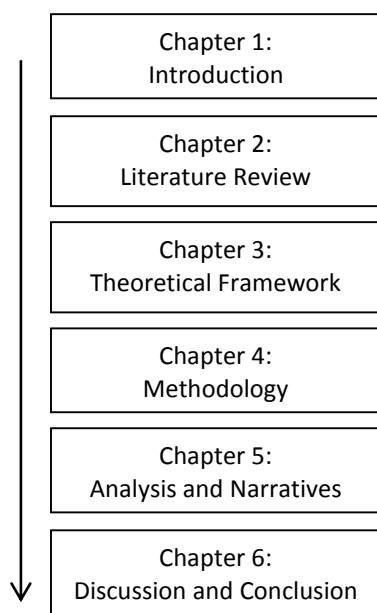 Chapter 1:
Introduction
Chapter 2:
Literature Review
Chapter 3:
Theoretical Framework
Chapter 4:
Methodology
Chapter 5:
Analysis and Narratives
Chapter 6:
Discussion and Conclusion